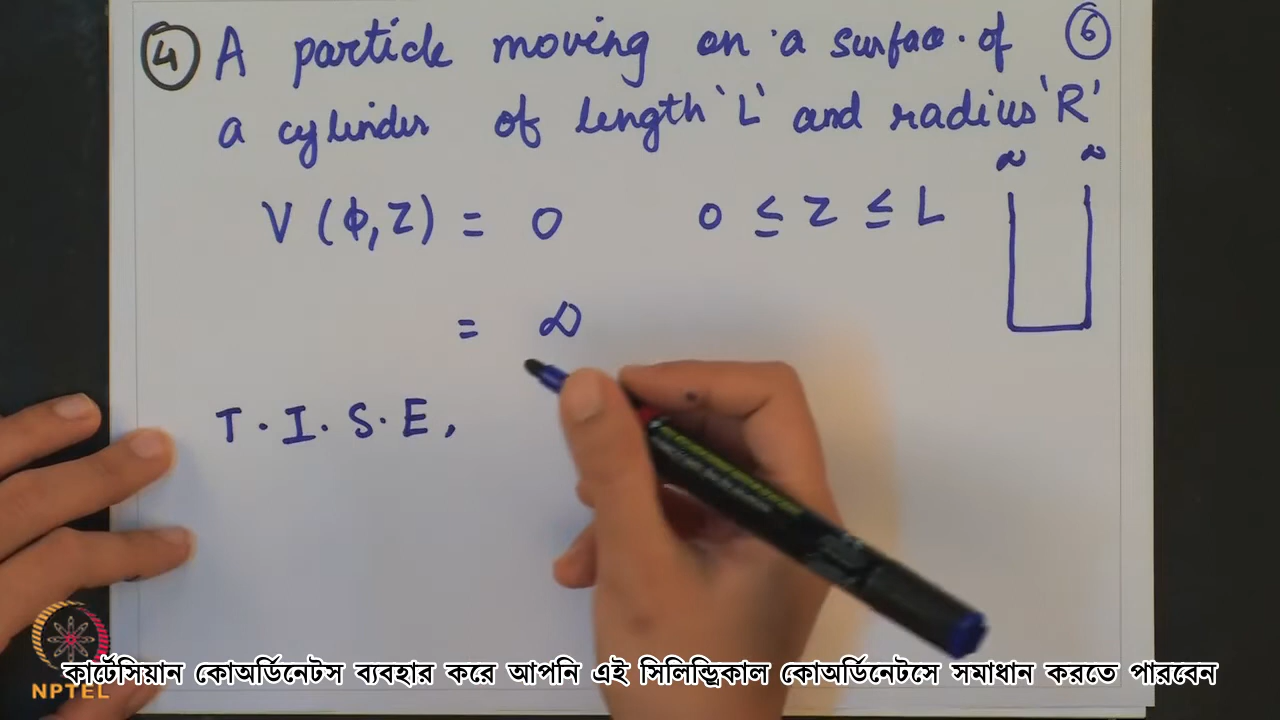 ④ A particle moving on a surface of ⑥
a cylinder of length 'L' and radius 'R'
∞ ∞
V (Φ,Z) = 0 0 ≤ Z ≤ L
= ∞
T.I.S.E,
কার্টেসিয়ান কোঅর্ডিনেটস ব্যবহার করে আপনি এই সিলিন্ড্রিকাল কোঅর্ডিনেটসে সমাধান করতে পারবেন
NPTEL